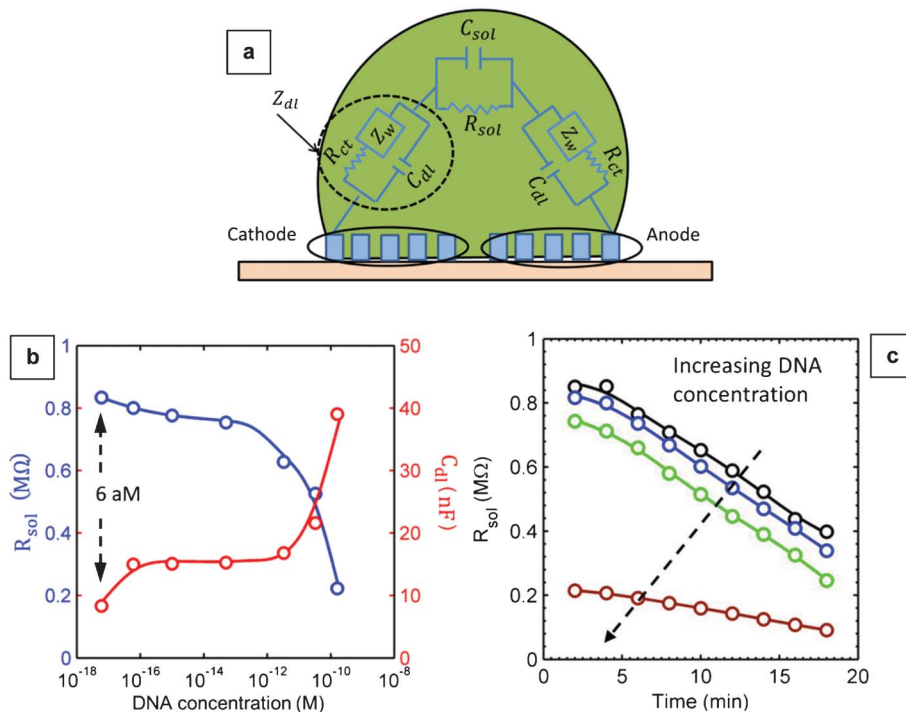 a
C_sol
Z_dl
R_sol
R_ct
Z_w
C_dl
Z_w
R_ct
C_dl
Cathode
Anode
b
1
0.8
0.6
0.4
0.2
0
R_sol (MΩ)
6 aM
50
40
30
20
10
0
C_dl (nF)
10^-18
10^-16
10^-14
10^-12
10^-10
10^-8
DNA concentration (M)
c
Increasing DNA
concentration
1
0.8
0.6
0.4
0.2
0
R_sol (MΩ)
0
5
10
15
20
Time (min)